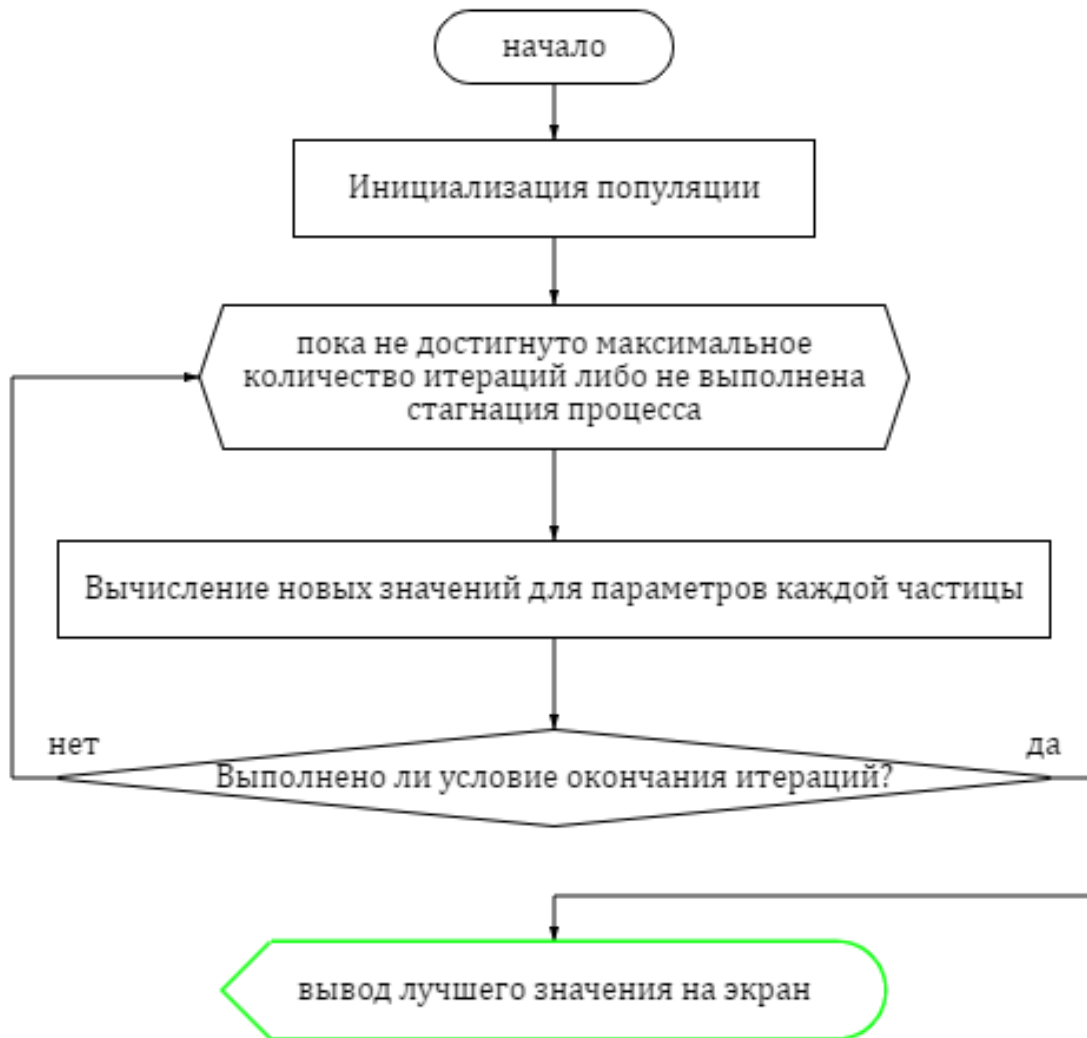 начало
Инициализация популяции
пока не достигнуто максимальное
количество итераций либо не выполнена
стагнация процесса
Вычисление новых значений для параметров каждой частицы
нет
да
Выполнено ли условие окончания итераций?
вывод лучшего значения на экран